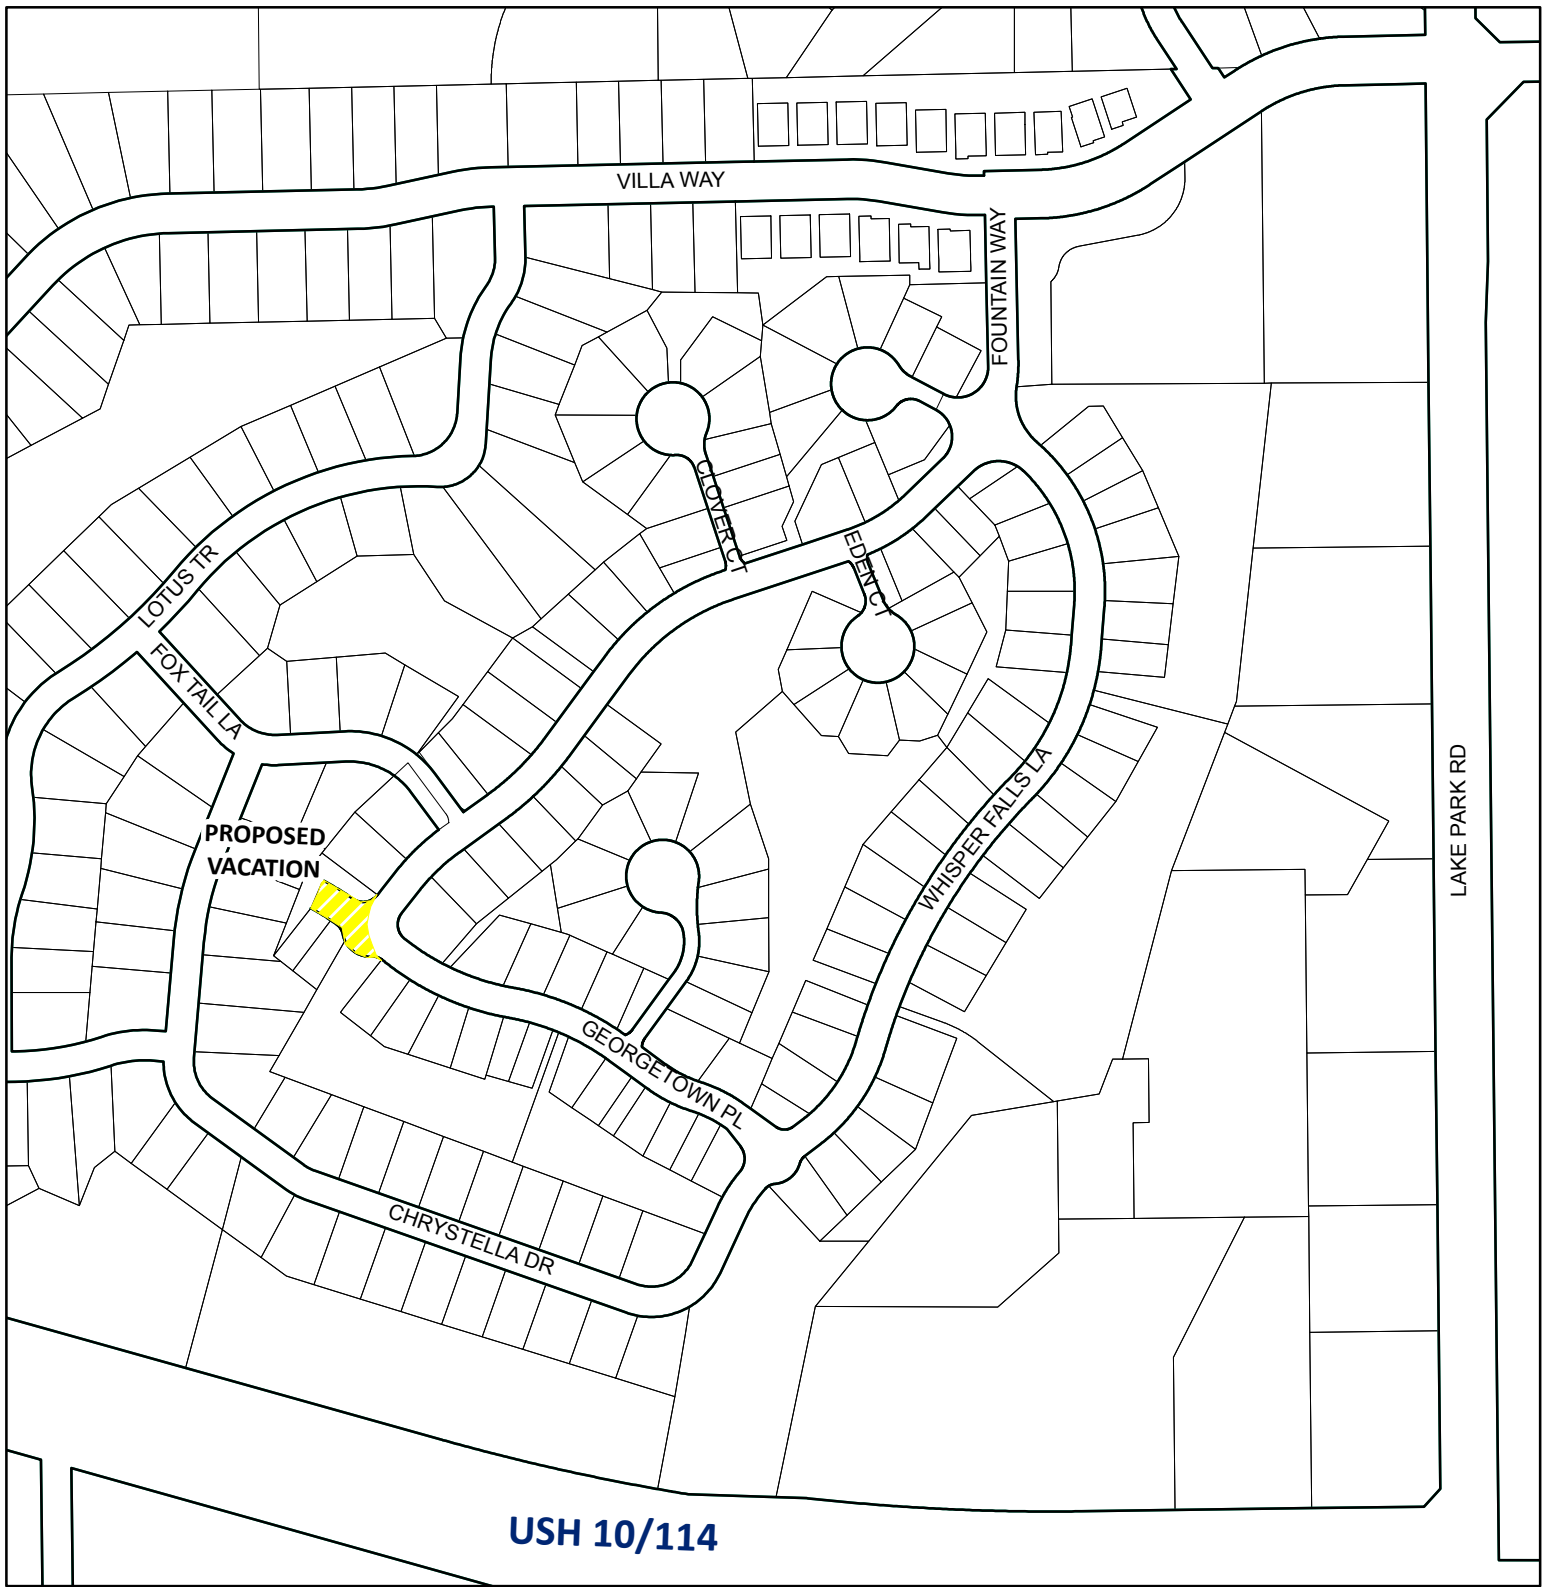 VILLA WAY
FOUNTAIN WAY
CLOVER CT
EDEN CT
LOTUS TR
FOX TAIL LA
PROPOSED
VACATION
WHISPER FALLS LA
LAKE PARK RD
GEORGETOWN PL
CHRYSTELLA DR
USH 10/114